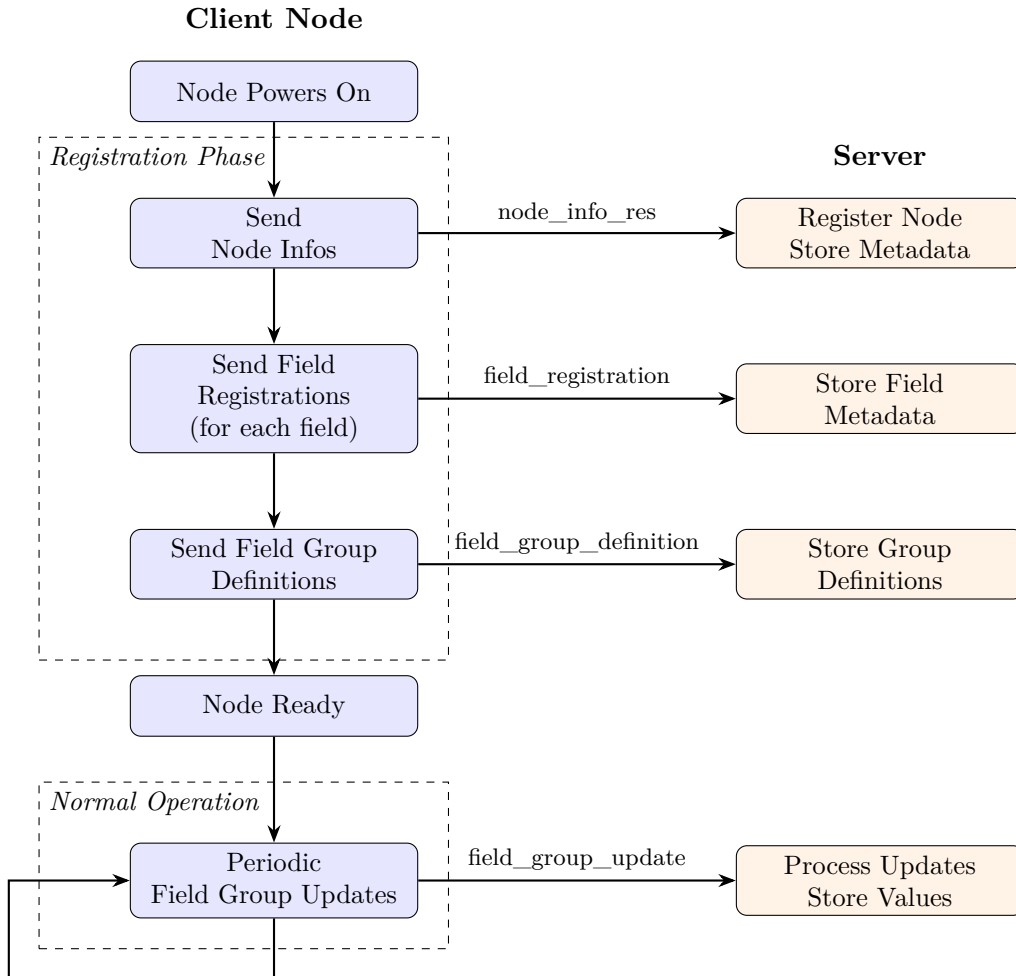 Client Node
Node Powers On
Registration Phase
Server
Send
Node Infos
node_info_res
Register Node
Store Metadata
Send Field
Registrations
(for each field)
field_registration
Store Field
Metadata
Send Field Group
Definitions
field_group_definition
Store Group
Definitions
Node Ready
Normal Operation
Periodic
Field Group Updates
field_group_update
Process Updates
Store Values